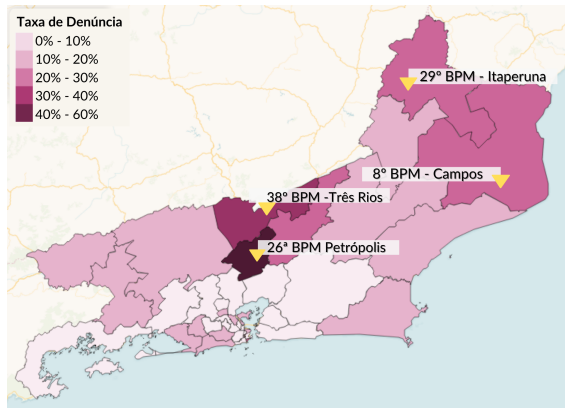 Taxa de Denúncia
0% - 10%
10% - 20%
20% - 30%
30% - 40%
40% - 60%
29º BPM - Itaperuna
8º BPM - Campos
38º BPM -Três Rios
26ª BPM Petrópolis